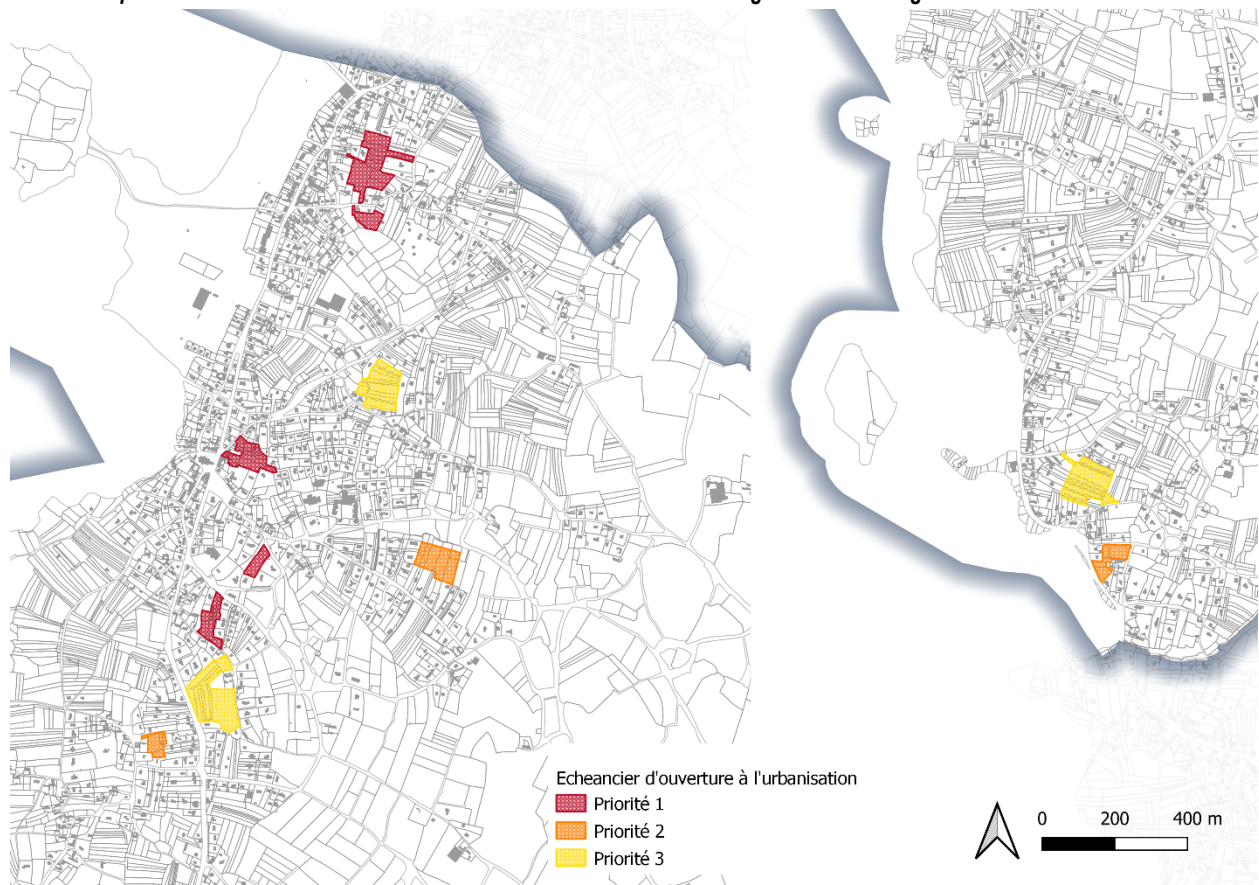 Echeancier d'ouverture à l'urbanisation
Priorité 1
Priorité 2
Priorité 3
0 200 400 m